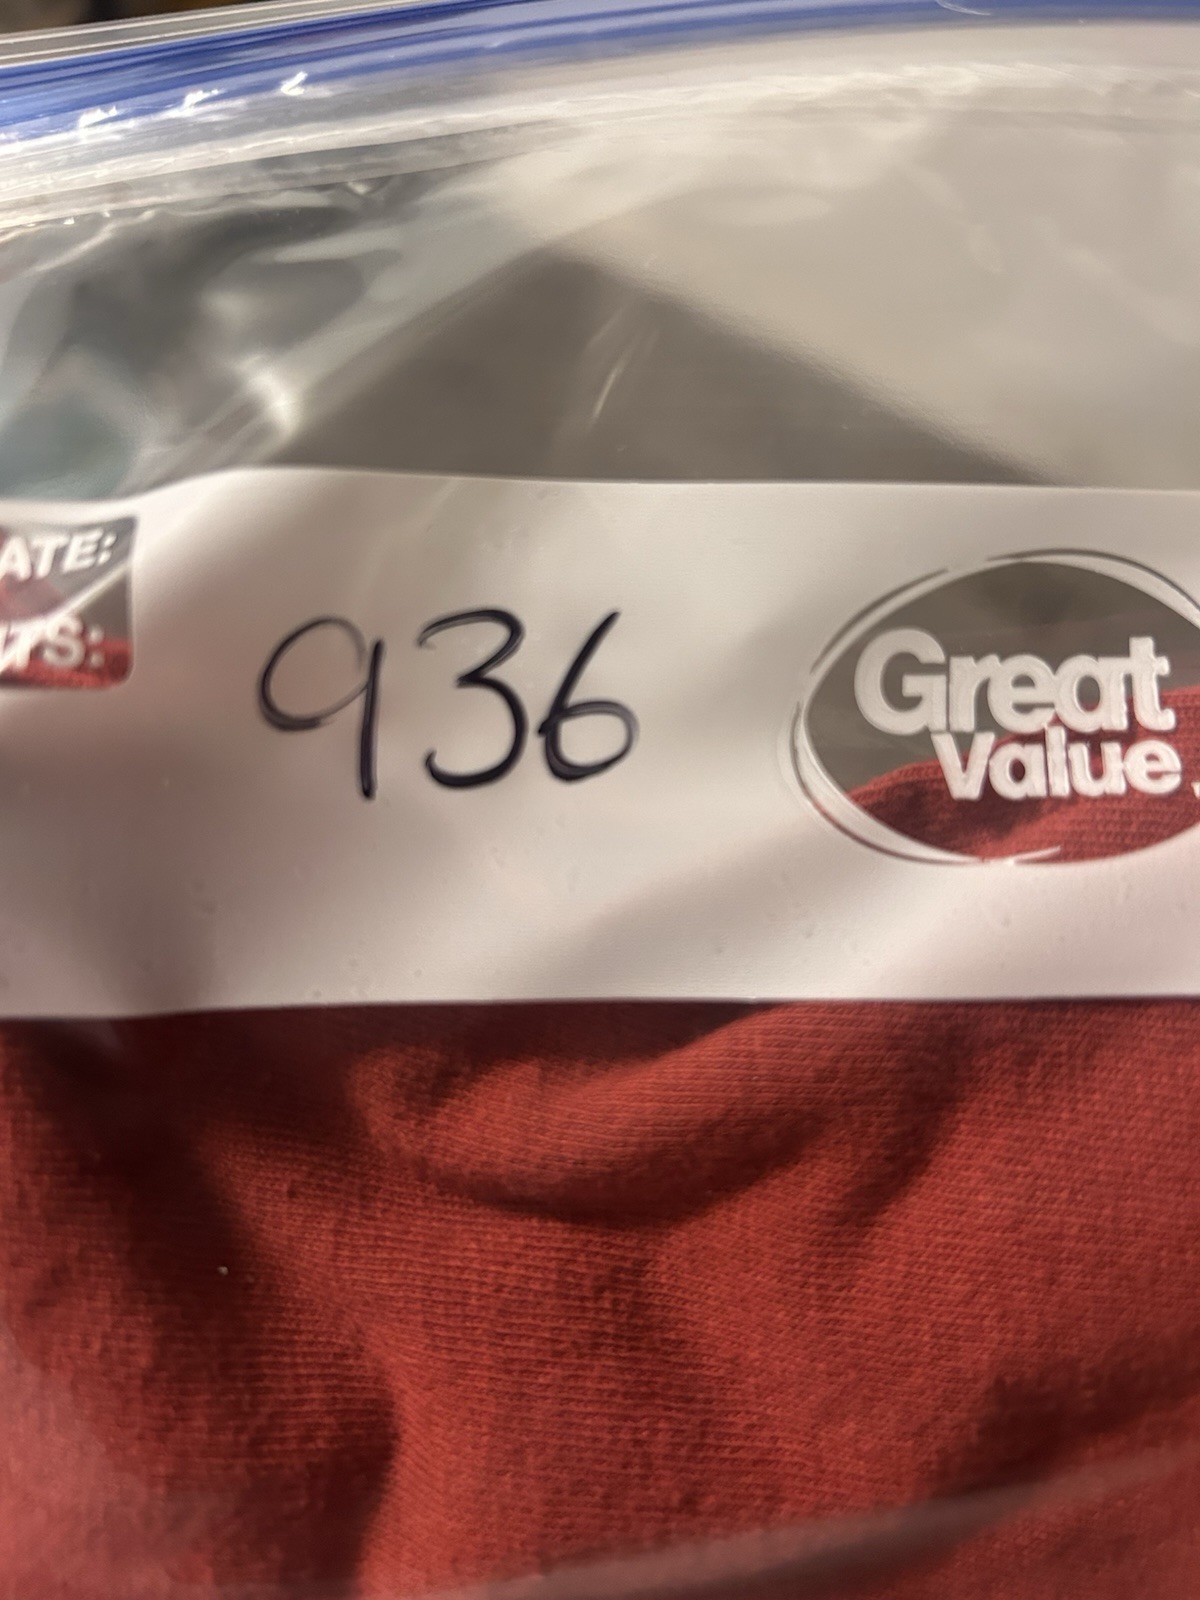 ATE:
TS:
936
Great
Value